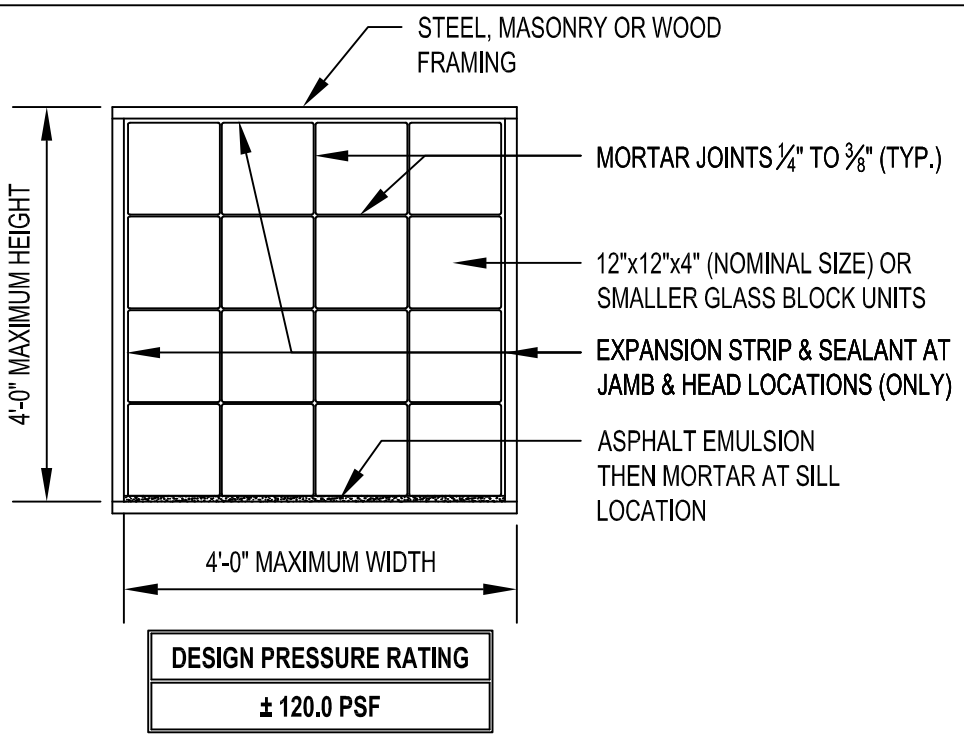 STEEL, MASONRY OR WOOD
FRAMING
MORTAR JOINTS 1/4" TO 3/8" (TYP.)
12"x12"x4" (NOMINAL SIZE) OR
SMALLER GLASS BLOCK UNITS
EXPANSION STRIP & SEALANT AT
JAMB & HEAD LOCATIONS (ONLY)
ASPHALT EMULSION
THEN MORTAR AT SILL
LOCATION
4'-0" MAXIMUM HEIGHT
4'-0" MAXIMUM WIDTH
DESIGN PRESSURE RATING
± 120.0 PSF